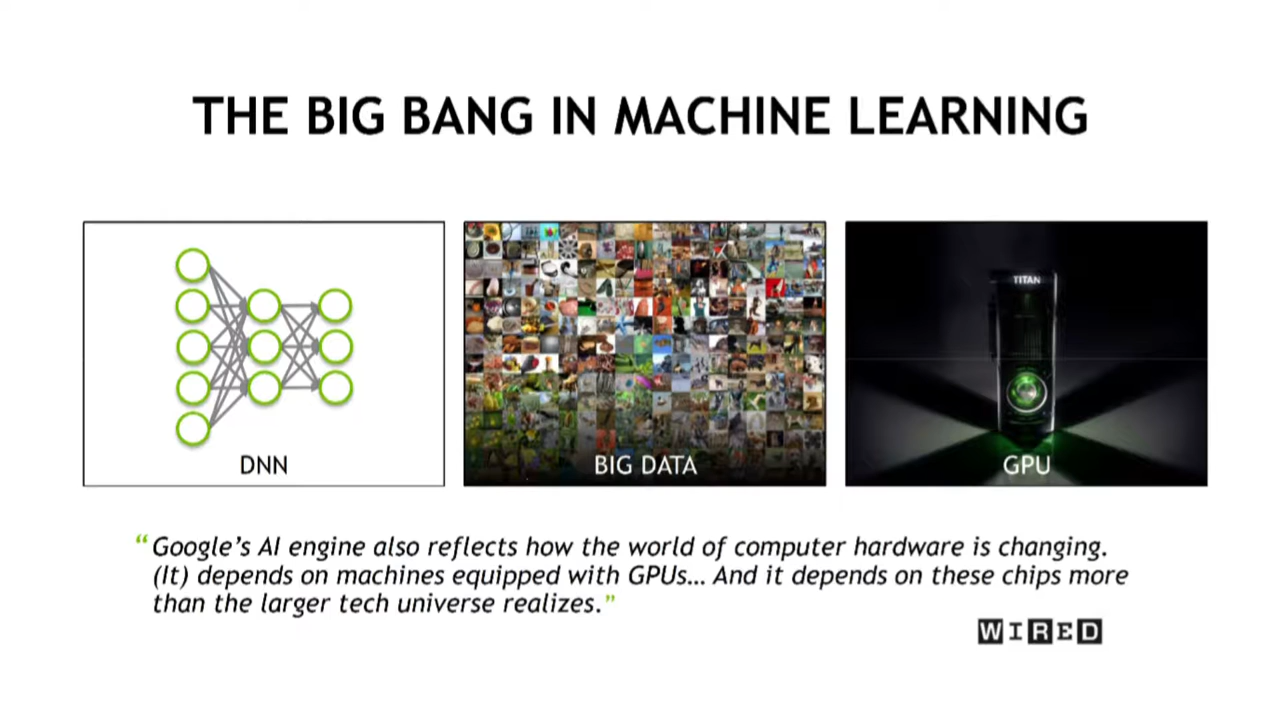 THE BIG BANG IN MACHINE LEARNING
DNN
BIG DATA
TITAN
GPU
“Google’s AI engine also reflects how the world of computer hardware is changing.
(It) depends on machines equipped with GPUs… And it depends on these chips more
than the larger tech universe realizes.”
WIRED